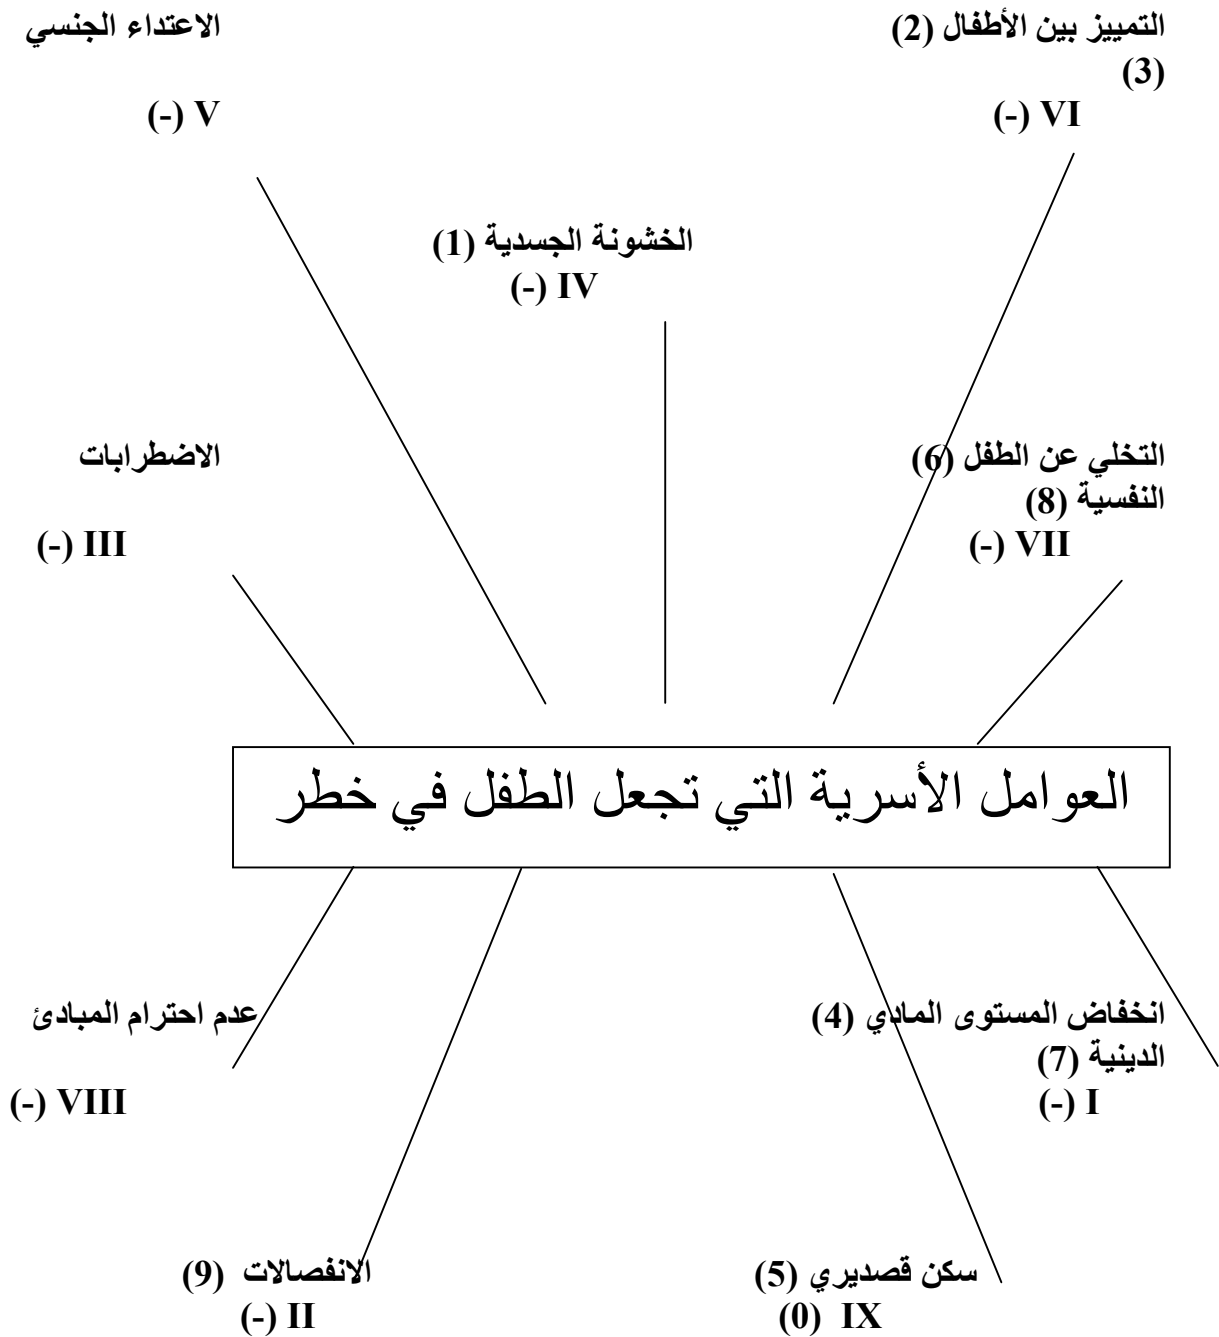 التمييز بين الأطفال (2) الاعتداء الجنسي
(3)
VI (-) V (-)
الخشونة الجسدية (1)
IV (-)
التخلي عن الطفل (6) الاضطرابات
النفسية (8)
VII (-) III (-)
العوامل الأسرية التي تجعل الطفل في خطر
انخفاض المستوى المادي (4) عدم احترام المبادئ
الدينية (7)
I (-) VIII (-)
سكن قصديري (5) الانفصالات (9)
IX (0) II (-)